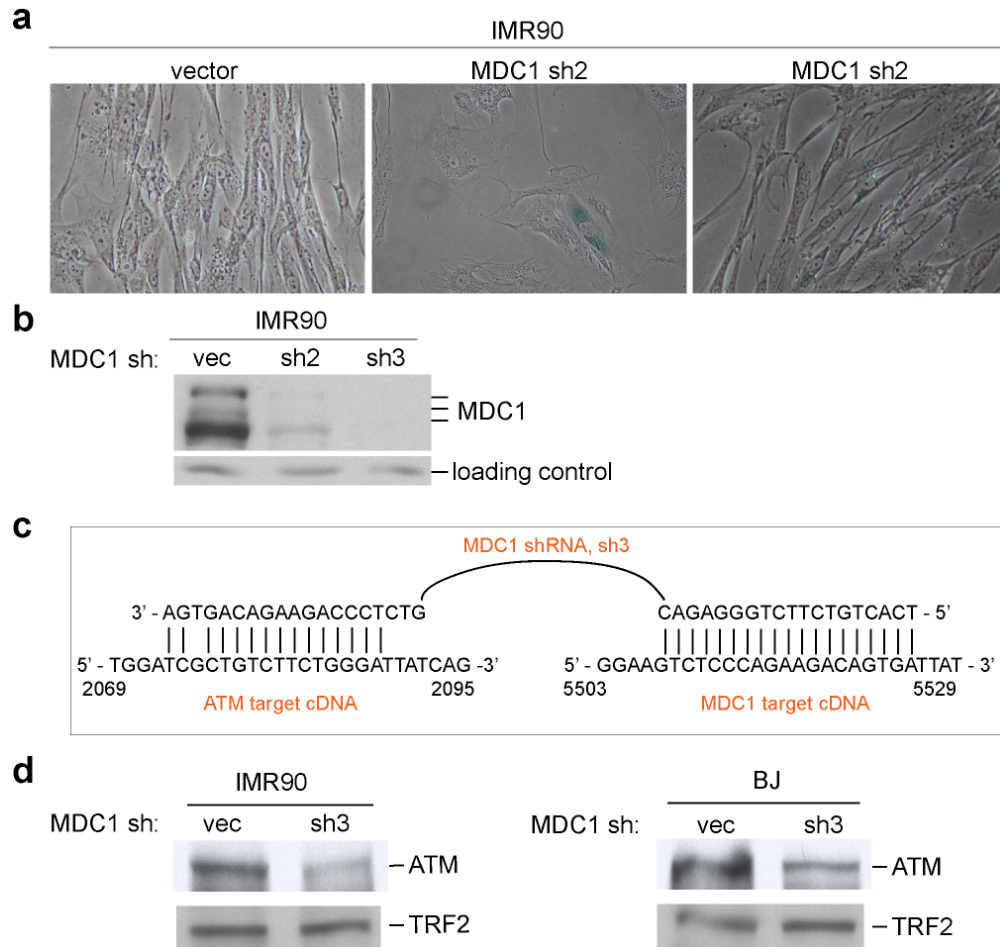 a
IMR90
vector MDC1 sh2 MDC1 sh2
b
IMR90
MDC1 sh: vec sh2 sh3
MDC1
loading control
c
MDC1 shRNA, sh3
3' - AGTGACAGAAGACCCTCTG CAGAGGGTCTTCTGTCACT - 5'
5' - TGGATCGCTGTCTTCTGGGATTATCAG -3' 5' - GGAAGTCTCCCAGAAGACAGTGATTAT - 3'
2069 2095 5503 5529
ATM target cDNA MDC1 target cDNA
d
IMR90 BJ
MDC1 sh: vec sh3 MDC1 sh: vec sh3
ATM ATM
TRF2 TRF2